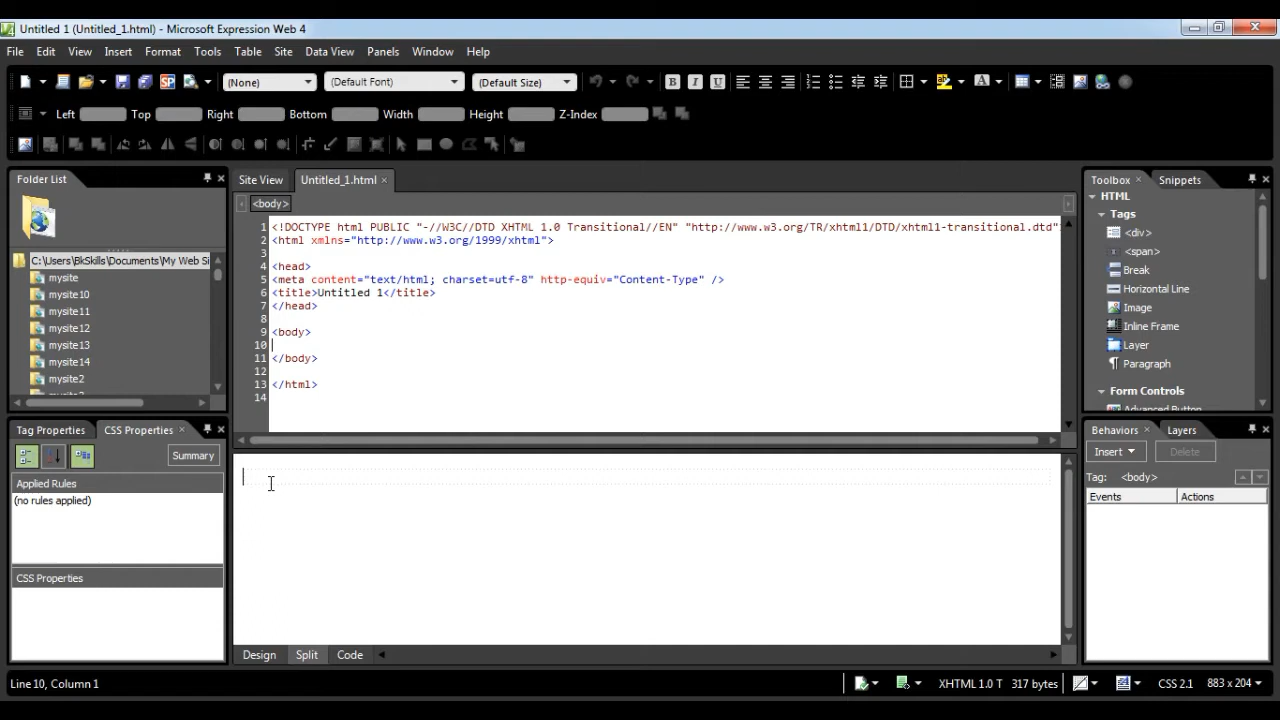 Untitled 1 (Untitled_1.html) - Microsoft Expression Web 4
File Edit View Insert Format Tools Table Site Data View Panels Window Help
(None) (Default Font) (Default Size) B I U A
Left Top Right Bottom Width Height Z-Index
Folder List
C:\Users\BkSkills\Documents\My Web Si
mysite
mysite10
mysite11
mysite12
mysite13
mysite14
mysite2
Tag Properties CSS Properties
Summary
Applied Rules
(no rules applied)
CSS Properties
Site View Untitled_1.html
<body>
1 <!DOCTYPE html PUBLIC "-//W3C//DTD XHTML 1.0 Transitional//EN" "http://www.w3.org/TR/xhtml1/DTD/xhtml1-transitional.dtd"
2 <html xmlns="http://www.w3.org/1999/xhtml">
3
4 <head>
5 <meta content="text/html; charset=utf-8" http-equiv="Content-Type" />
6 <title>Untitled 1</title>
7 </head>
8
9 <body>
10
11 </body>
12
13 </html>
14
Design Split Code
Toolbox Snippets
HTML
Tags
<div>
<span>
Break
Horizontal Line
Image
Inline Frame
Layer
Paragraph
Form Controls
Advanced Button
Behaviors Layers
Insert Delete
Tag: <body>
Events Actions
Line 10, Column 1 XHTML 1.0 T 317 bytes CSS 2.1 883 x 204